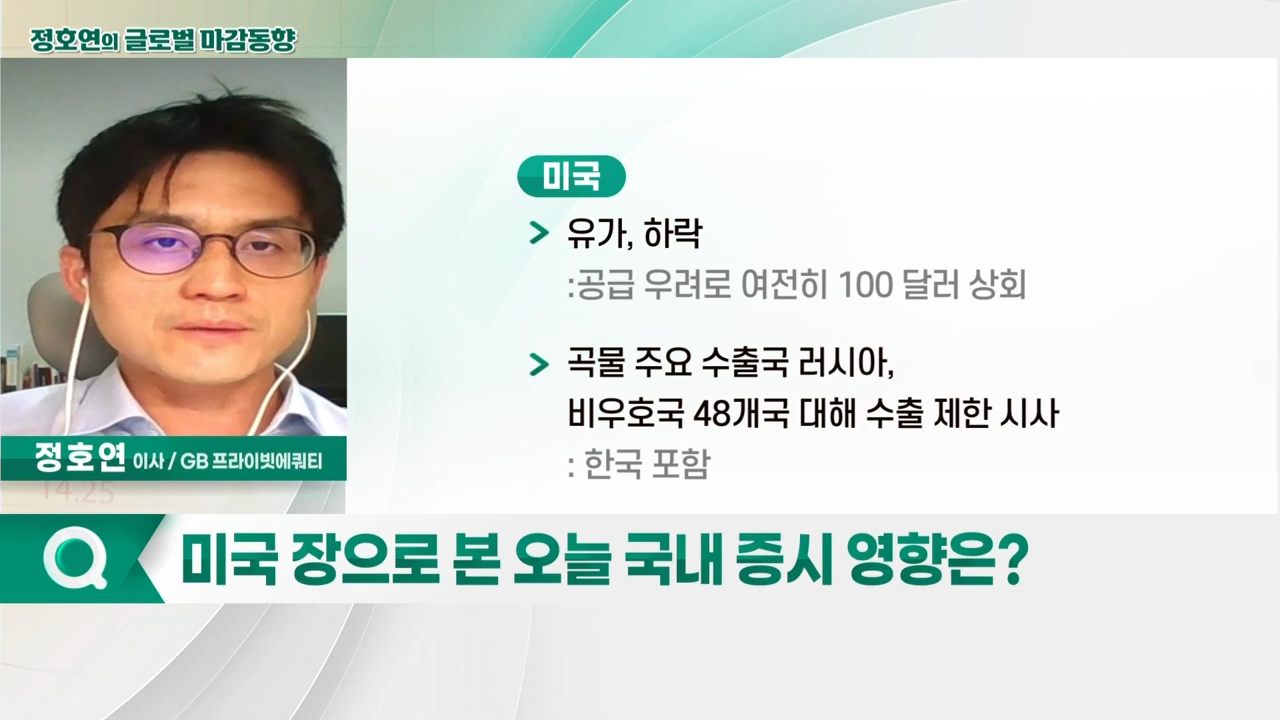 정호연의 글로벌 마감동향
미국
유가, 하락
:공급 우려로 여전히 100 달러 상회
곡물 주요 수출국 러시아,
비우호국 48개국 대해 수출 제한 시사
: 한국 포함
정호연 이사 / GB 프라이빗에쿼티
14.25
Q 미국 장으로 본 오늘 국내 증시 영향은?